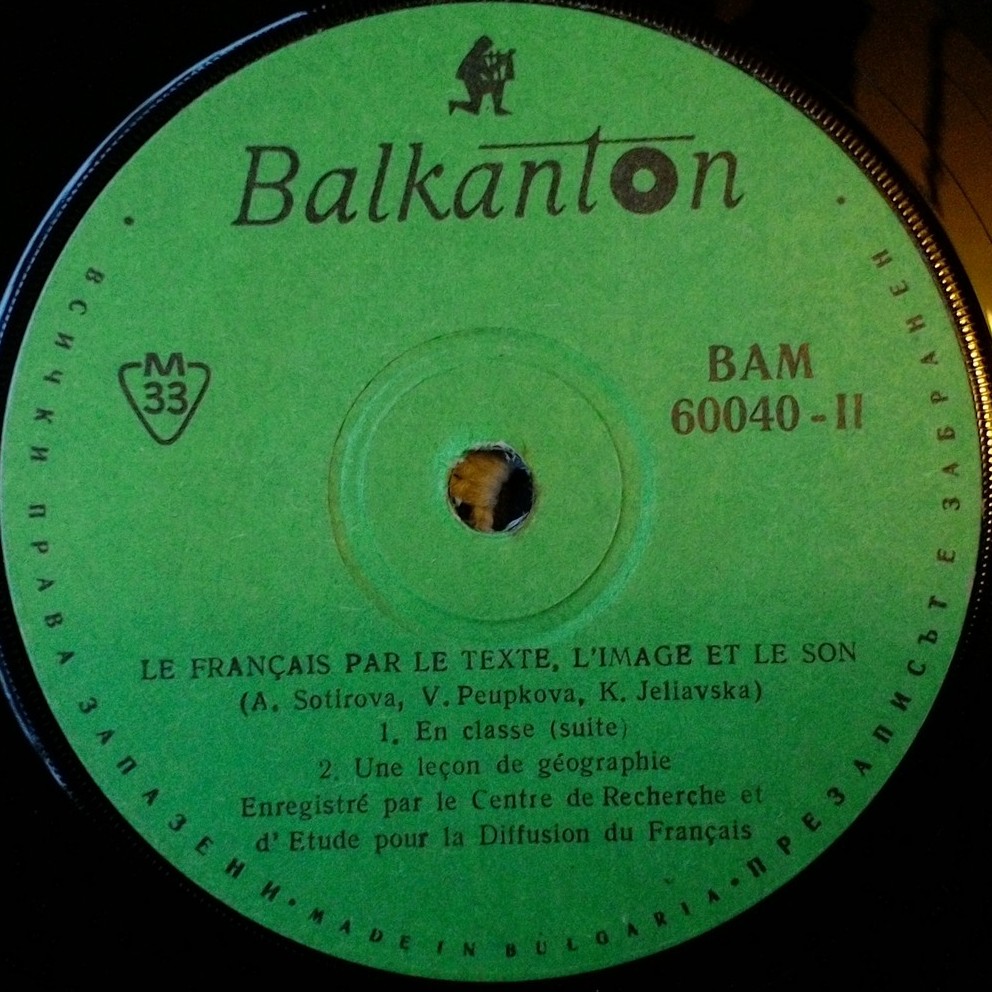 Balkanton
M
33
BAM
60040-II
LE FRANÇAIS PAR LE TEXTE, L'IMAGE ET LE SON
(A. Sotirova, V. Peupkova, K. Jeliavska)
1. En classe (suite)
2. Une leçon de géographie
Enregistré par le Centre de Recherche et
d' Etude pour la Diffusion du Français
• ВСИЧКИ ПРАВА ЗАПАЗЕНИ • MADE IN BULGARIA • ПРЕЗАПИСЪТ Е ЗАБРАНЕН •